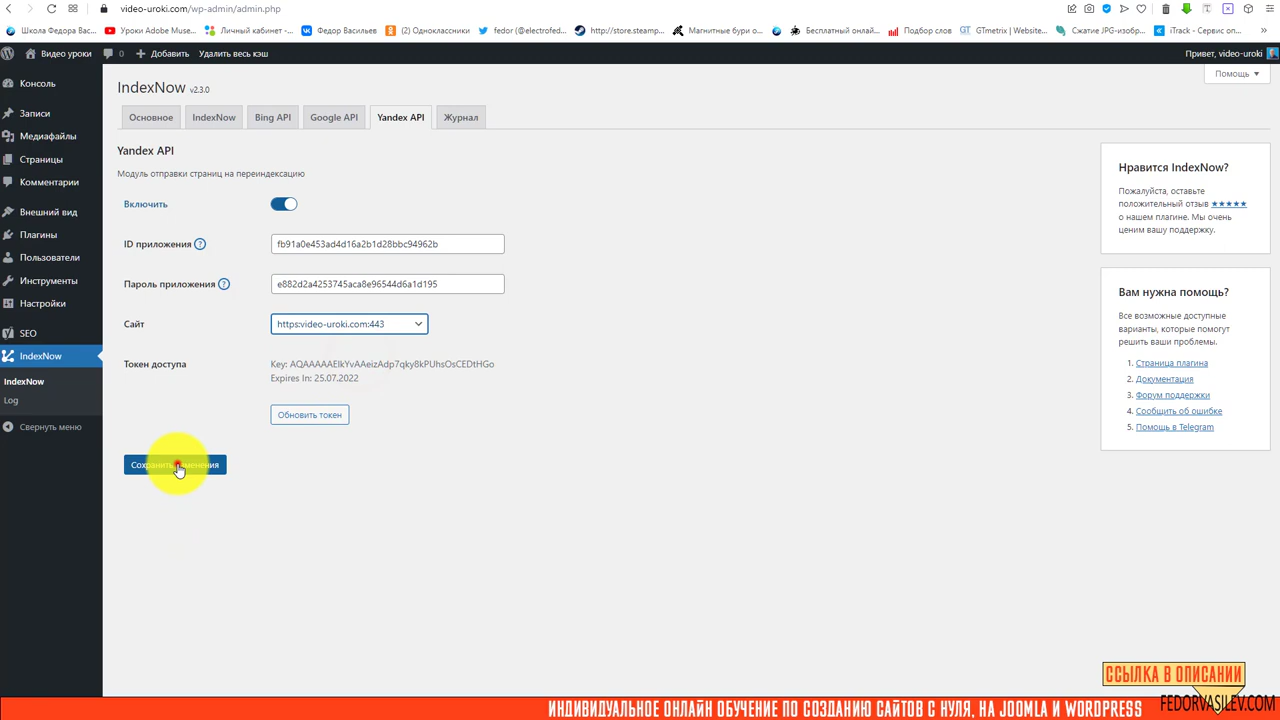 video-uroki.com/wp-admin/admin.php
Школа Федора Вас...
Уроки Adobe Muse...
Личный кабинет -...
Федор Васильев
(2) Одноклассники
fedor (@electrofed...
http://store.steamp...
Магнитные бури о...
Бесплатный онлай...
Подбор слов
GTmetrix | Website...
Сжатие JPG-изобр...
iTrack - Сервис оп...
Видео уроки
0
Добавить
Удалить весь кэш
Привет, video-uroki
Помощь
Консоль
Записи
Медиафайлы
Страницы
Комментарии
Внешний вид
Плагины
Пользователи
Инструменты
Настройки
SEO
IndexNow
IndexNow
Log
Свернуть меню
IndexNow v2.3.0
Основное
IndexNow
Bing API
Google API
Yandex API
Журнал
Yandex API
Модуль отправки страниц на переиндексацию
Включить
ID приложения ?
fb91a0e453ad4d16a2b1d28bbc94962b
Пароль приложения ?
e882d2a4253745aca8e96544d6a1d195
Сайт
https:video-uroki.com:443
Токен доступа
Key: AQAAAAAElkYvAAeizAdp7qky8kPUhsOsCEDtHGo
Expires In: 25.07.2022
Обновить токен
Сохранить изменения
Нравится IndexNow?
Пожалуйста, оставьте
положительный отзыв ★★★★★
о нашем плагине. Мы очень
ценим вашу поддержку.
Вам нужна помощь?
Все возможные доступные
варианты, которые помогут
решить ваши проблемы.
1. Страница плагина
2. Документация
3. Форум поддержки
4. Сообщить об ошибке
5. Помощь в Telegram
ССЫЛКА В ОПИСАНИИ
ИНДИВИДУАЛЬНОЕ ОНЛАЙН ОБУЧЕНИЕ ПО СОЗДАНИЮ САЙТОВ С НУЛЯ, НА JOOMLA И WORDPRESS
FEDORVASILEV.COM